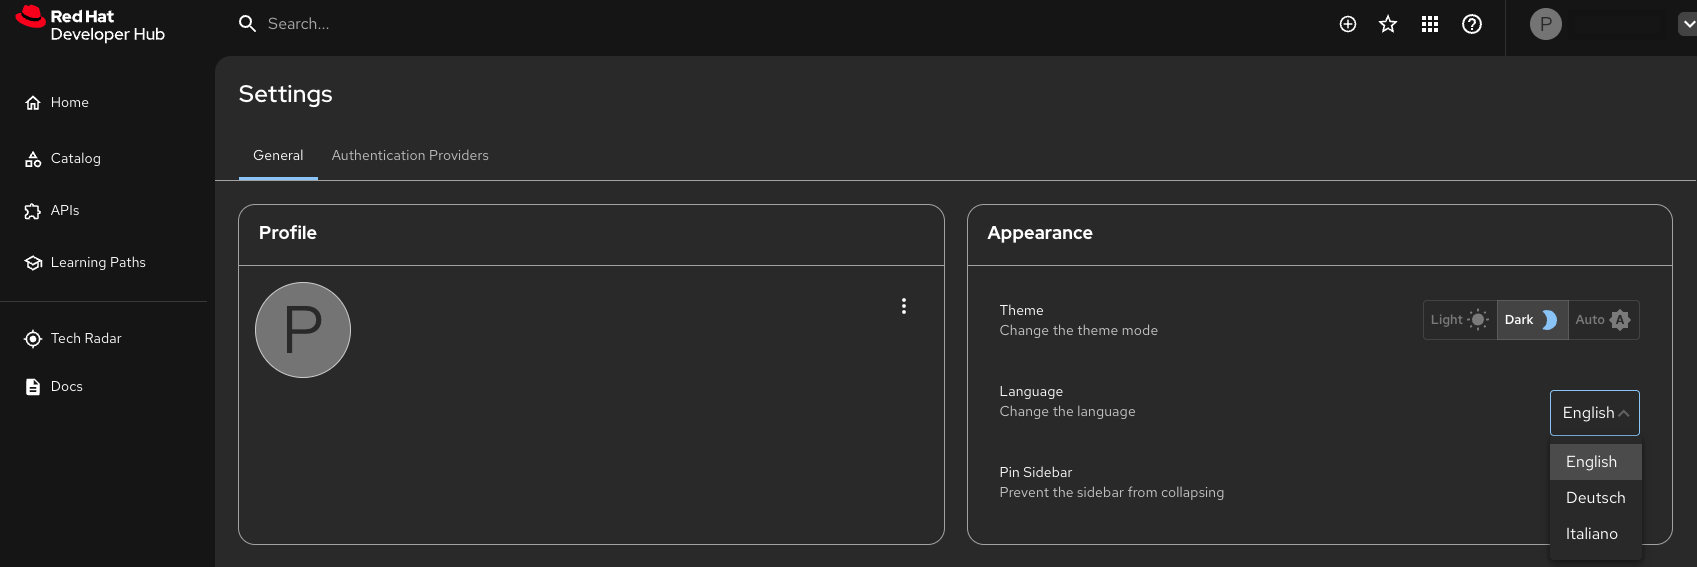 Red Hat
Developer Hub
Search...
P
Home
Catalog
APIs
Learning Paths
Tech Radar
Docs
Settings
General
Authentication Providers
Profile
P
Appearance
Theme
Change the theme mode
Light
Dark
Auto
A
Language
Change the language
English
English
Deutsch
Italiano
Pin Sidebar
Prevent the sidebar from collapsing